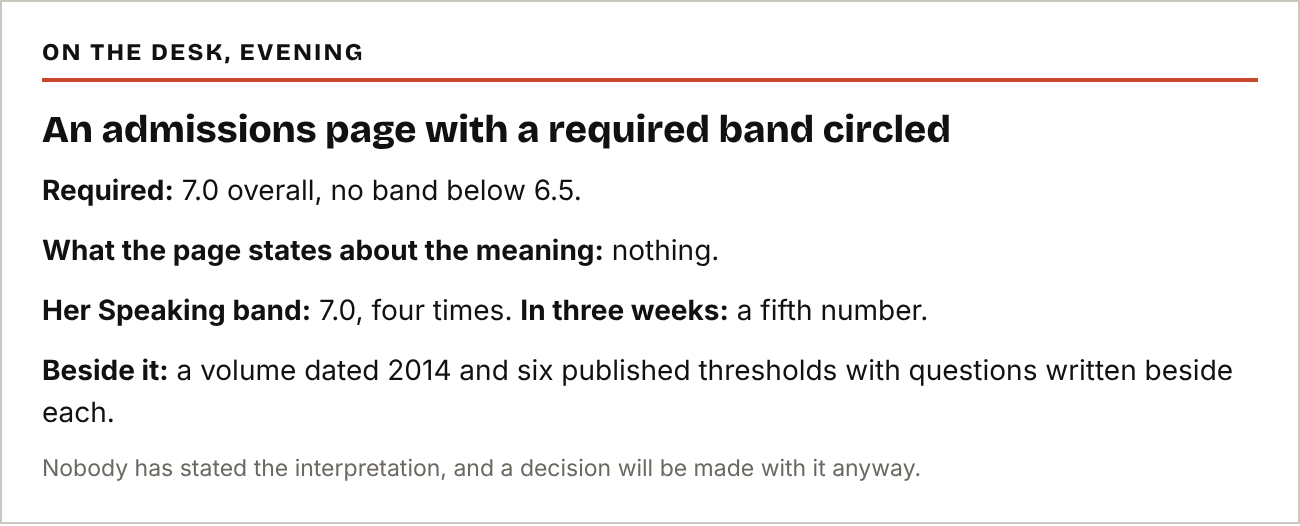 ON THE DESK, EVENING
An admissions page with a required band circled
Required: 7.0 overall, no band below 6.5.
What the page states about the meaning: nothing.
Her Speaking band: 7.0, four times. In three weeks: a fifth number.
Beside it: a volume dated 2014 and six published thresholds with questions written beside
each.
Nobody has stated the interpretation, and a decision will be made with it anyway.